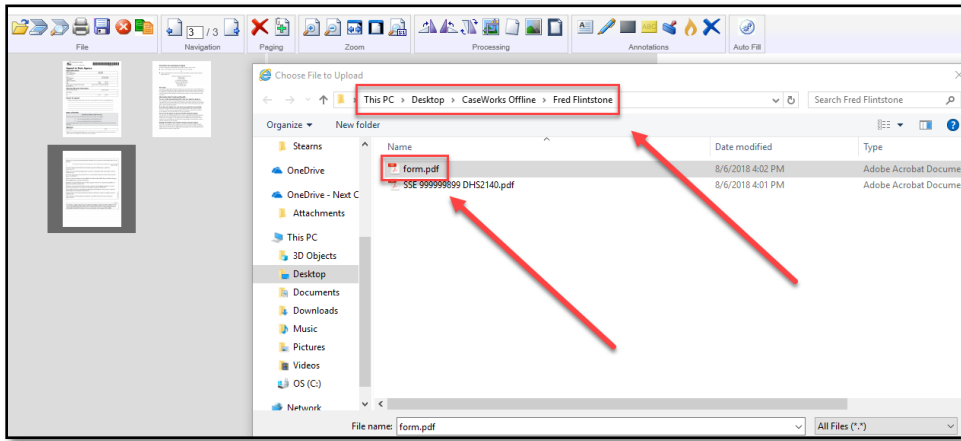 3 / 3
File
Navigation
Paging
Zoom
Processing
Annotations
Auto Fill
Choose File to Upload
This PC > Desktop > CaseWorks Offline > Fred Flintstone
Search Fred Flintstone
Organize
New folder
Name
Date modified
Type
Stearns
OneDrive
OneDrive - Next C
Attachments
This PC
3D Objects
Desktop
Documents
Downloads
Music
Pictures
Videos
OS (C:)
Network
form.pdf
8/6/2018 4:02 PM
Adobe Acrobat Docume
SSE 999999899 DHS2140.pdf
8/6/2018 4:01 PM
Adobe Acrobat Docume
File name:
form.pdf
All Files (*.*)